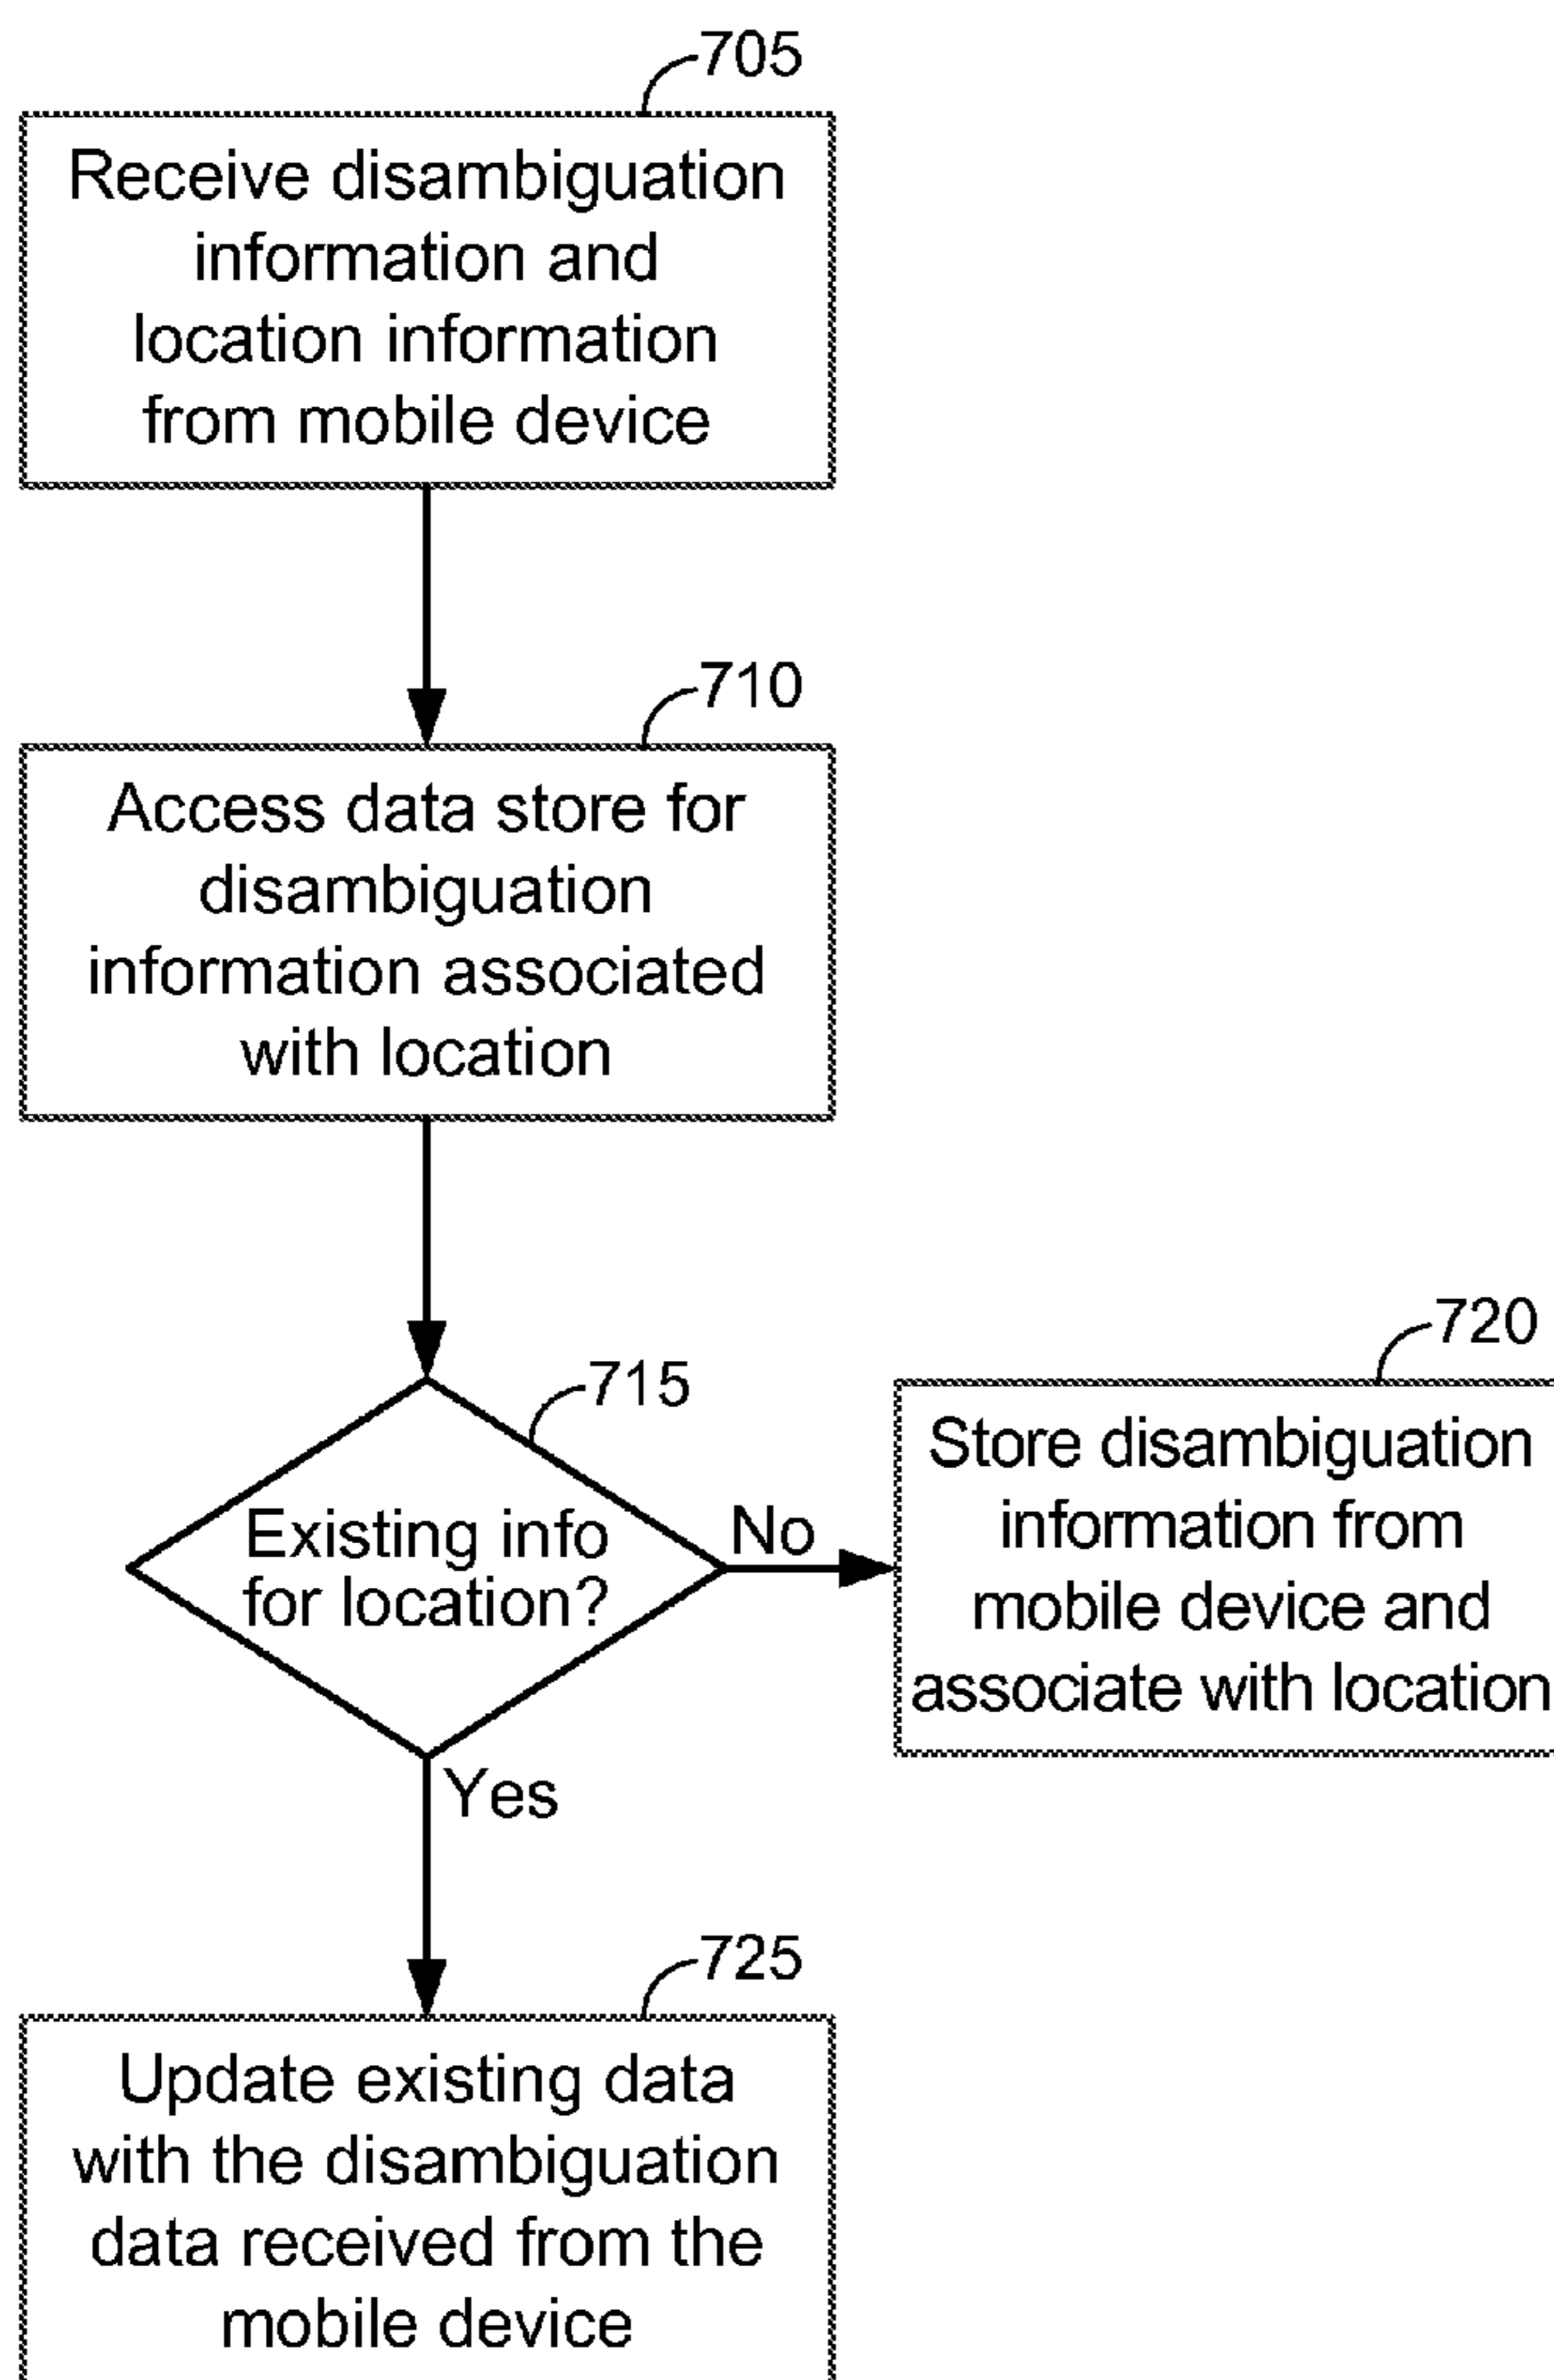 705
Receive disambiguation
information and
location information
from mobile device
710
Access data store for
disambiguation
information associated
with location
715
Existing info
for location?
No
720
Store disambiguation
information from
mobile device and
associate with location
Yes
725
Update existing data
with the disambiguation
data received from the
mobile device